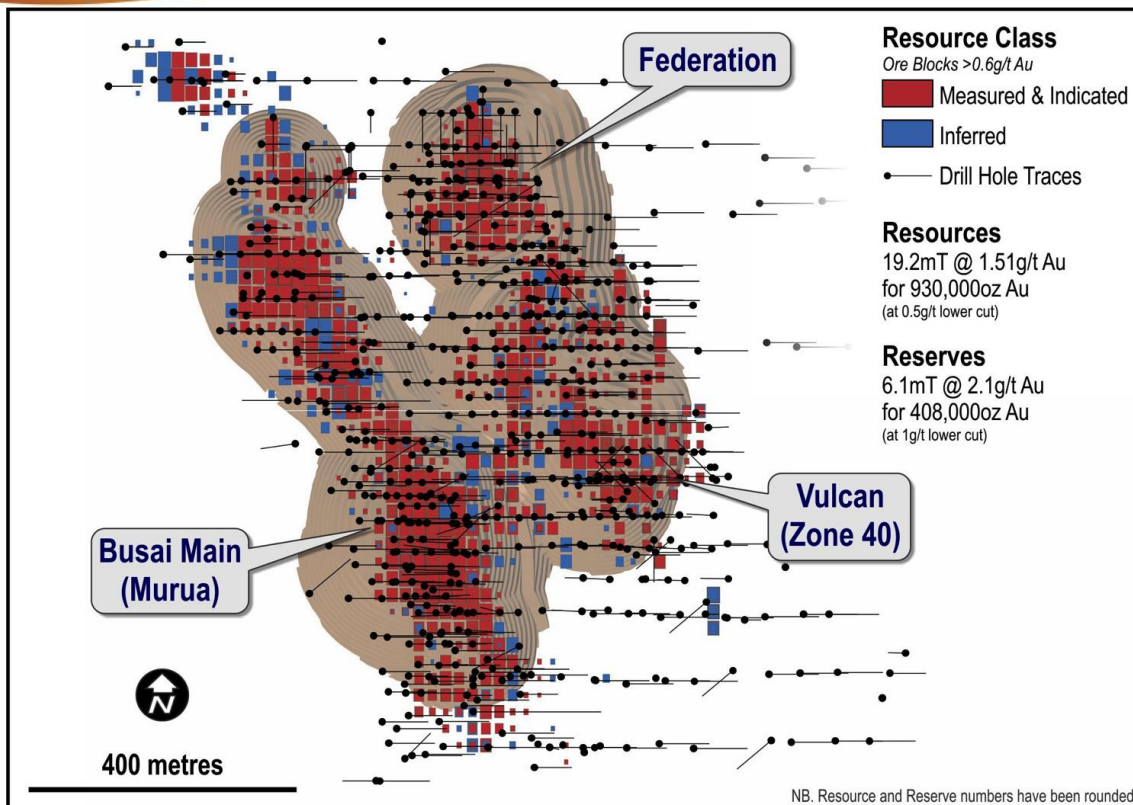 Federation
Resource Class
Ore Blocks >0.6g/t Au
Measured & Indicated
Inferred
Drill Hole Traces
Resources
19.2mT @ 1.51g/t Au
for 930,000oz Au
(at 0.5g/t lower cut)
Reserves
6.1mT @ 2.1g/t Au
for 408,000oz Au
(at 1g/t lower cut)
Vulcan
(Zone 40)
Busai Main
(Murua)
N
400 metres
NB. Resource and Reserve numbers have been rounded